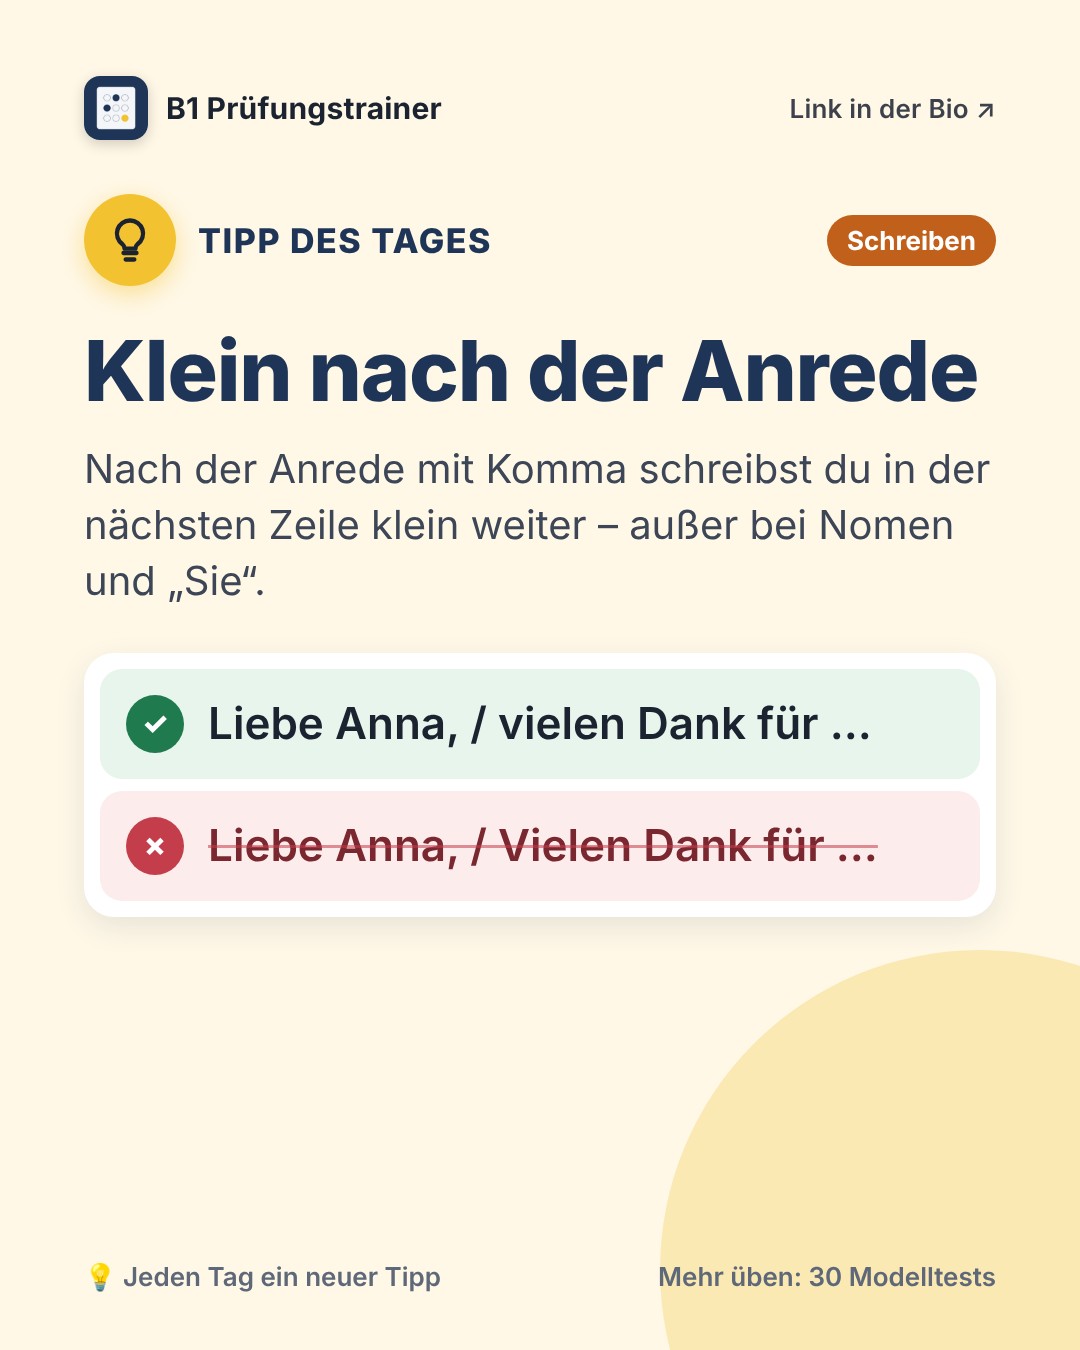 B1 Prüfungstrainer
Link in der Bio ↗
TIPP DES TAGES
Schreiben
Klein nach der Anrede
Nach der Anrede mit Komma schreibst du in der
nächsten Zeile klein weiter – außer bei Nomen
und „Sie“.
Liebe Anna, / vielen Dank für ...
Liebe Anna, / Vielen Dank für ...
💡 Jeden Tag ein neuer Tipp
Mehr üben: 30 Modelltests